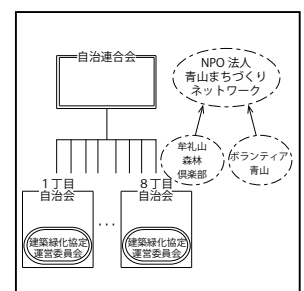 自治連合会
NPO 法人
青山まちづくり
ネットワーク
牟礼山
森林
倶楽部
ボランティア
青山
1丁目
自治会
8丁目
自治会
…
建築緑化協定
運営委員会
建築緑化協定
運営委員会